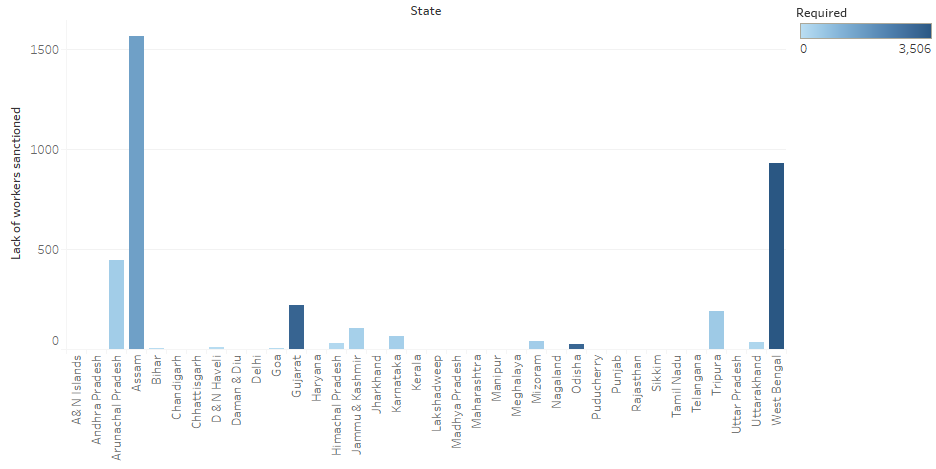 State
Required
0 3,506
Lack of workers sanctioned
1500
1000
500
0
A& N Islands
Andhra Pradesh
Arunachal Pradesh
Assam
Bihar
Chandigarh
Chhattisgarh
D & N Haveli
Daman & Diu
Delhi
Goa
Gujarat
Haryana
Himachal Pradesh
Jammu & Kashmir
Jharkhand
Karnataka
Kerala
Lakshadweep
Madhya Pradesh
Maharashtra
Manipur
Meghalaya
Mizoram
Nagaland
Odisha
Puducherry
Punjab
Rajasthan
Sikkim
Tamil Nadu
Telangana
Tripura
Uttar Pradesh
Uttarakhand
West Bengal